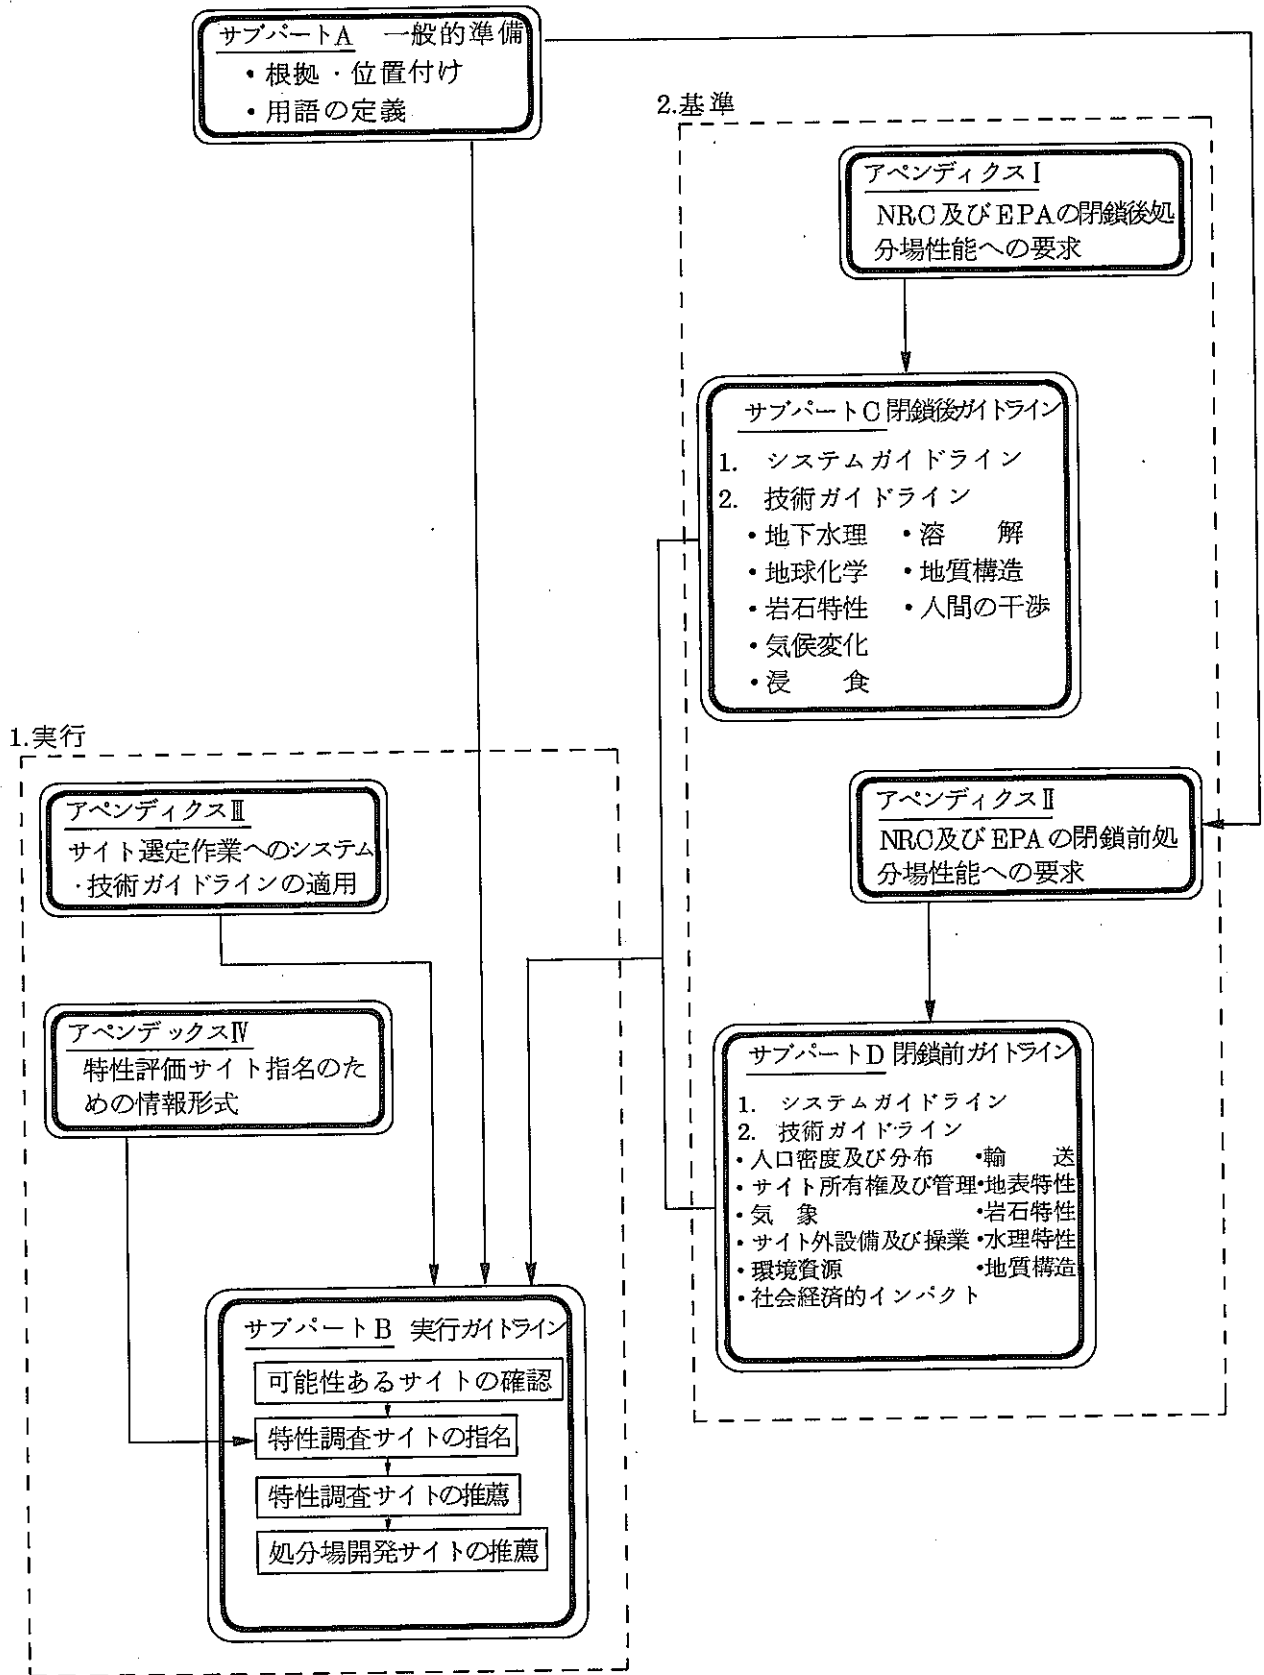 サブパートA 一般的準備
・根拠・位置付け
・用語の定義
2.基準
アペンディクスⅠ
NRC及びEPAの閉鎖後処
分場性能への要求
サブパートC 閉鎖後ガイトライン
1. システムガイドライン
2. 技術ガイドライン
・地下水理 ・溶 解
・地球化学 ・地質構造
・岩石特性 ・人間の干渉
・気候変化
・浸 食
1.実行
アペンディクスⅢ
サイト選定作業へのシステム
・技術ガイドラインの適用
アペンデックスⅣ
特性評価サイト指名のた
めの情報形式
アペンディクスⅡ
NRC及びEPAの閉鎖前処
分場性能への要求
サブパートD 閉鎖前ガイトライン
1. システムガイドライン
2. 技術ガイドライン
・人口密度及び分布 ・輸 送
・サイト所有権及び管理・地表特性
・気 象 ・岩石特性
・サイト外設備及び操業 ・水理特性
・環境資源 ・地質構造
・社会経済的インパクト
サブパートB 実行ガイトライン
可能性あるサイトの確認
特性調査サイトの指名
特性調査サイトの推薦
処分場開発サイトの推薦